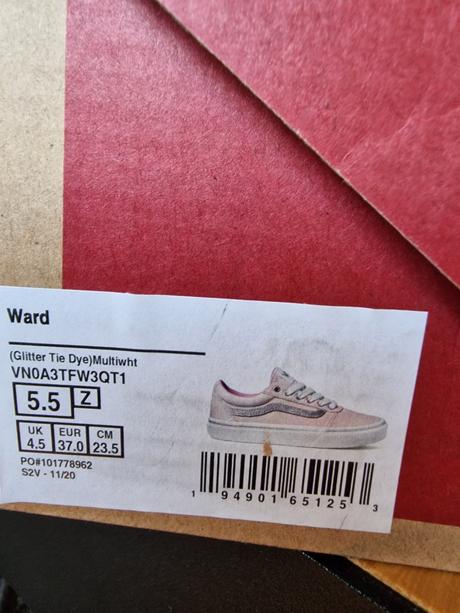 Ward
(Glitter Tie Dye)Multiwht
VN0A3TFW3QT1
5.5 Z
UK EUR CM
4.5 37.0 23.5
PO#101778962
S2V - 11/20
1 94901 65125 3